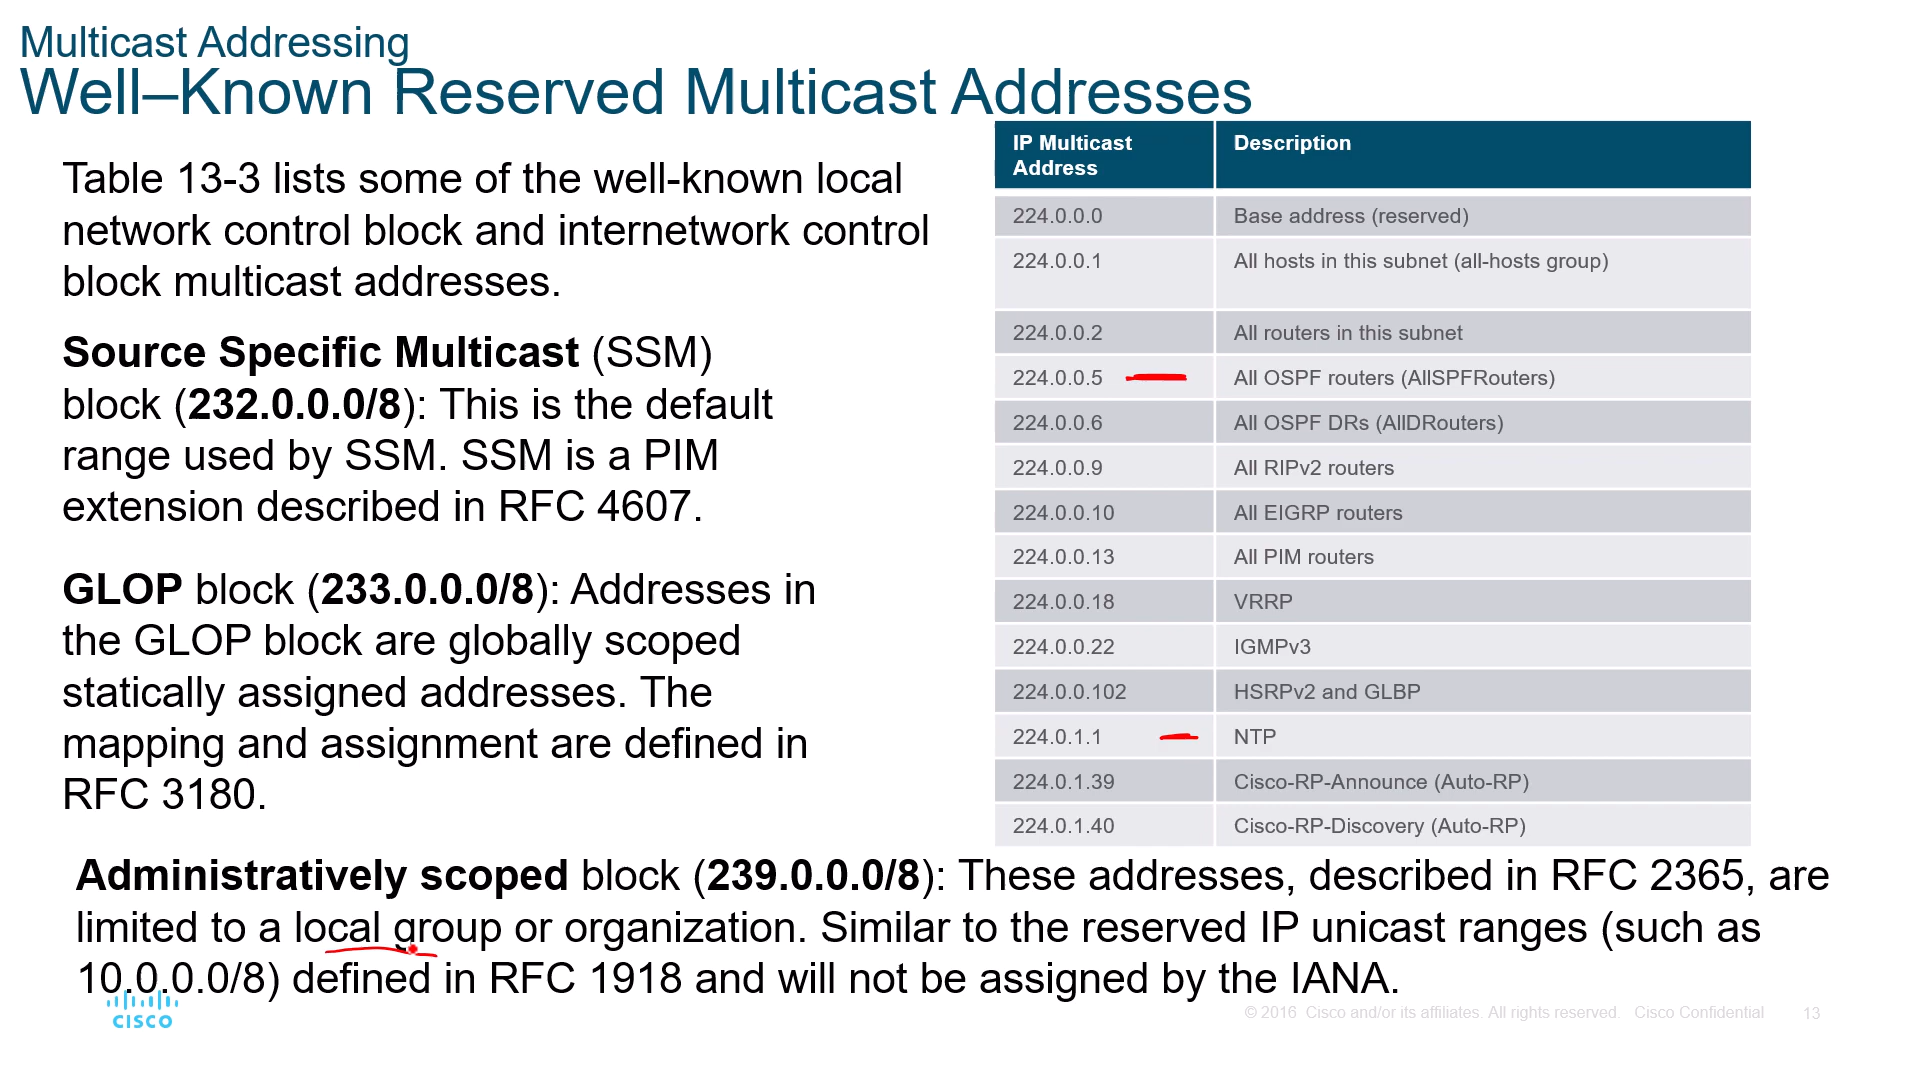 Multicast Addressing
Well–Known Reserved Multicast Addresses
Table 13-3 lists some of the well-known local
network control block and internetwork control
block multicast addresses.
Source Specific Multicast (SSM)
block (232.0.0.0/8): This is the default
range used by SSM. SSM is a PIM
extension described in RFC 4607.
GLOP block (233.0.0.0/8): Addresses in
the GLOP block are globally scoped
statically assigned addresses. The
mapping and assignment are defined in
RFC 3180.
IP Multicast Address Description
224.0.0.0 Base address (reserved)
224.0.0.1 All hosts in this subnet (all-hosts group)
224.0.0.2 All routers in this subnet
224.0.0.5 All OSPF routers (AllSPFRouters)
224.0.0.6 All OSPF DRs (AllDRouters)
224.0.0.9 All RIPv2 routers
224.0.0.10 All EIGRP routers
224.0.0.13 All PIM routers
224.0.0.18 VRRP
224.0.0.22 IGMPv3
224.0.0.102 HSRPv2 and GLBP
224.0.1.1 NTP
224.0.1.39 Cisco-RP-Announce (Auto-RP)
224.0.1.40 Cisco-RP-Discovery (Auto-RP)
Administratively scoped block (239.0.0.0/8): These addresses, described in RFC 2365, are
limited to a local group or organization. Similar to the reserved IP unicast ranges (such as
10.0.0.0/8) defined in RFC 1918 and will not be assigned by the IANA.
CISCO
© 2016 Cisco and/or its affiliates. All rights reserved. Cisco Confidential 13